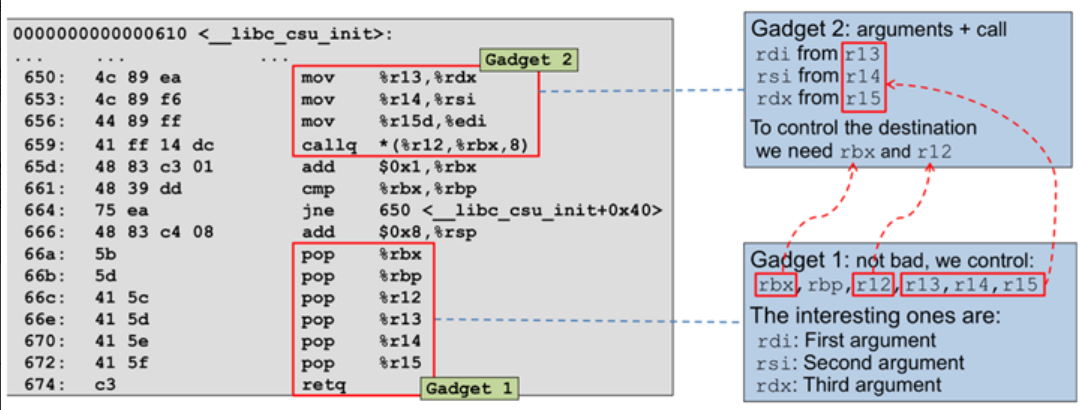 0000000000000610 <__libc_csu_init>:
... ... ...
Gadget 2
650: 4c 89 ea mov %r13,%rdx
653: 4c 89 f6 mov %r14,%rsi
656: 44 89 ff mov %r15d,%edi
659: 41 ff 14 dc callq *(%r12,%rbx,8)
65d: 48 83 c3 01 add $0x1,%rbx
661: 48 39 dd cmp %rbx,%rbp
664: 75 ea jne 650 <__libc_csu_init+0x40>
666: 48 83 c4 08 add $0x8,%rsp
66a: 5b pop %rbx
66b: 5d pop %rbp
66c: 41 5c pop %r12
66e: 41 5d pop %r13
670: 41 5e pop %r14
672: 41 5f pop %r15
674: c3 retq
Gadget 1
Gadget 2: arguments + call
rdi from r13
rsi from r14
rdx from r15
To control the destination
we need rbx and r12
Gadget 1: not bad, we control:
rbx, rbp, r12, r13, r14, r15
The interesting ones are:
rdi: First argument
rsi: Second argument
rdx: Third argument